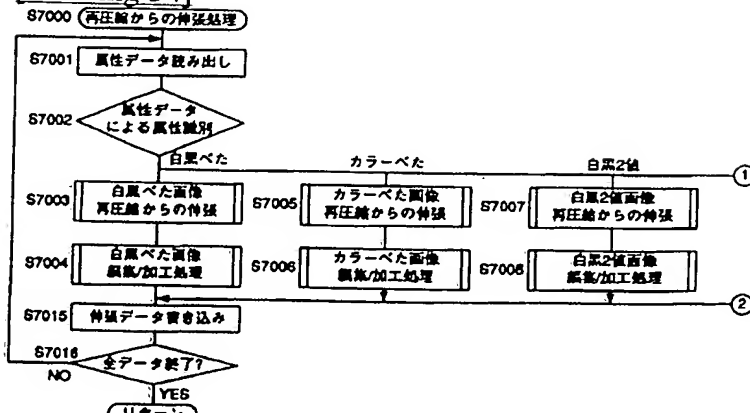 S7000 再圧縮からの伸張処理
S7001 属性データ読み出し
S7002 属性データ
による属性識別
白黒べた カラーべた 白黒2値 1
S7003 白黒べた画像
再圧縮からの伸張
S7005 カラーべた画像
再圧縮からの伸張
S7007 白黒2値画像
再圧縮からの伸張
S7004 白黒べた画像
編集/加工処理
S7006 カラーべた画像
編集/加工処理
S7008 白黒2値画像
編集/加工処理
2
S7015 伸張データ書き込み
S7016 全データ終了?
NO
YES
リターン